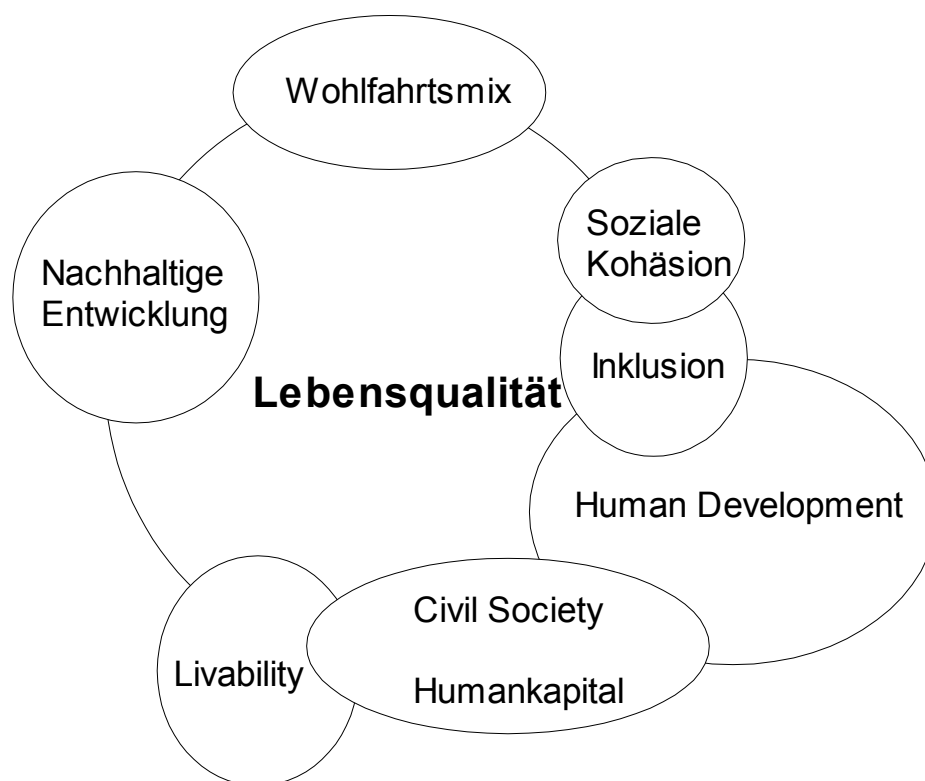 Wohlfahrtsmix
Soziale
Kohäsion
Nachhaltige
Entwicklung
Inklusion
Lebensqualität
Human Development
Civil Society
Livability
Humankapital